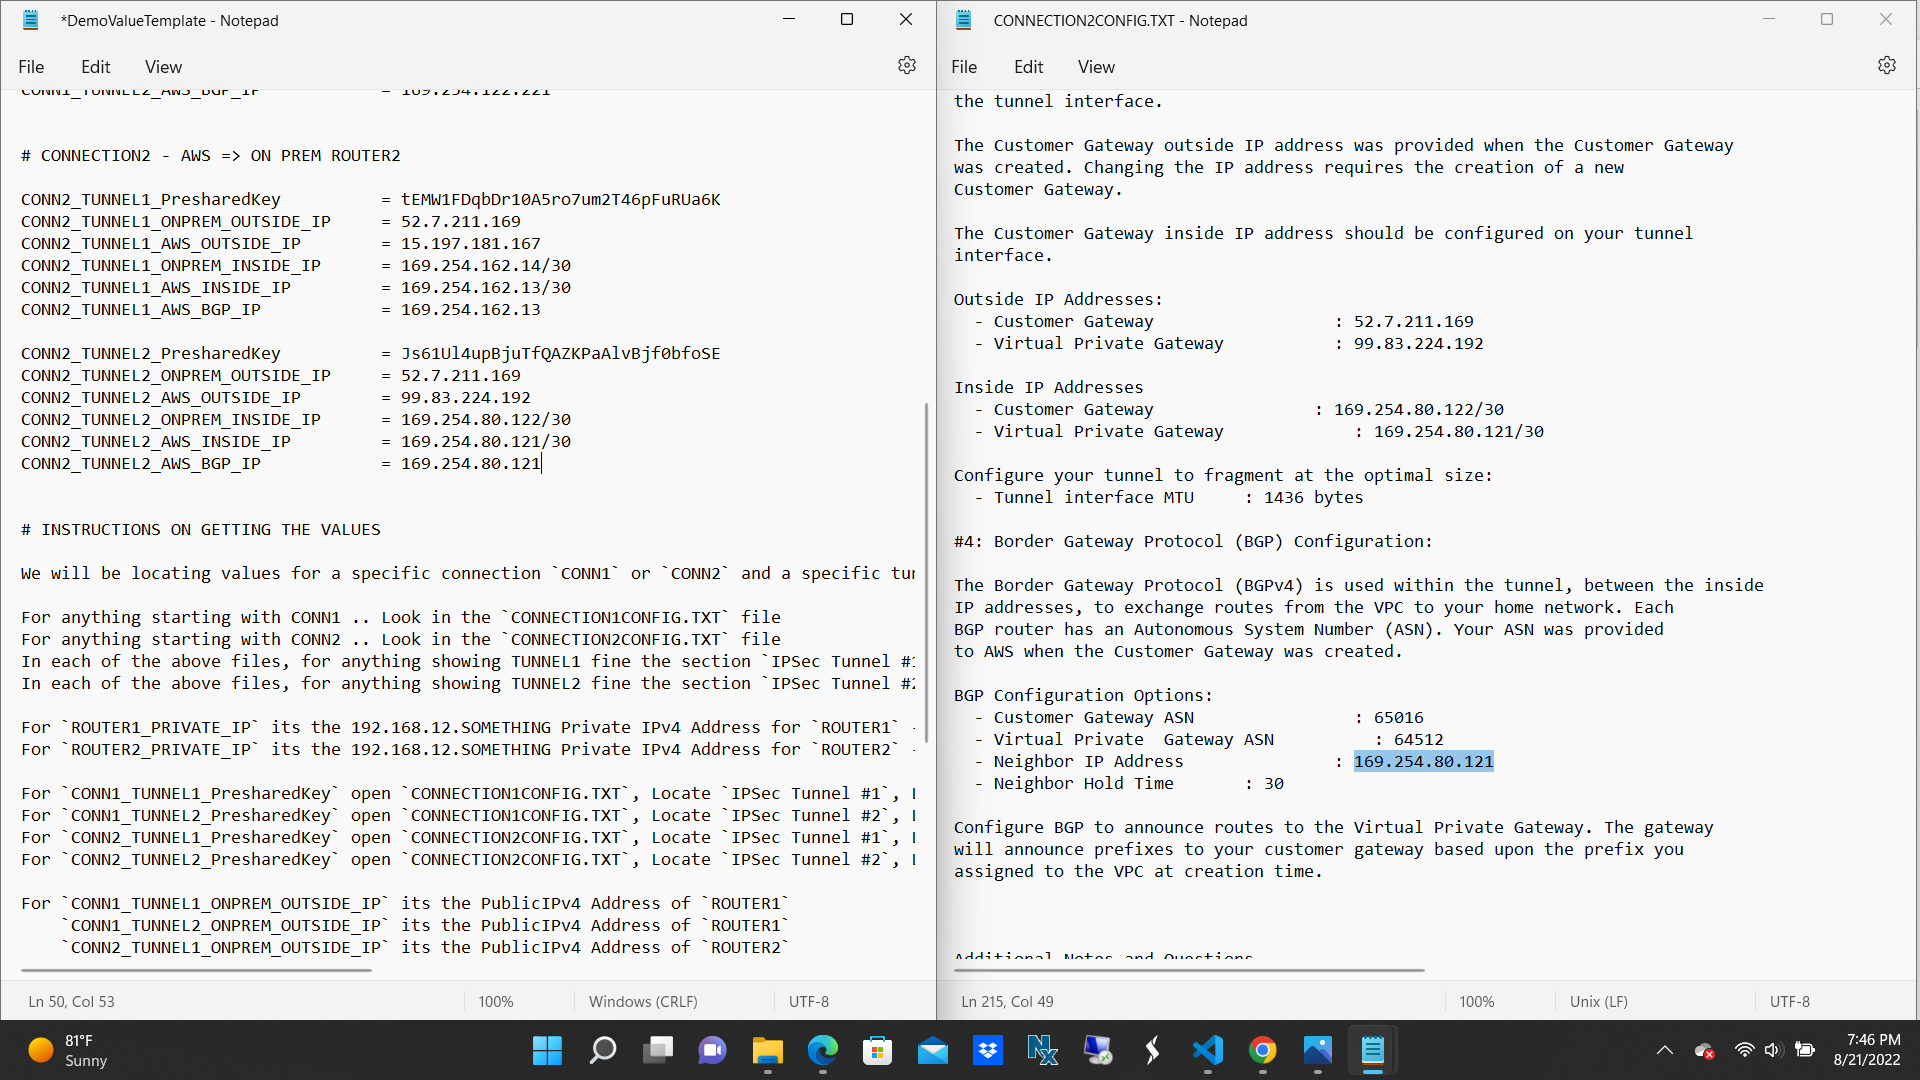 *DemoValueTemplate - Notepad
File Edit View
CONN1_TUNNEL2_AWS_BGP_IP = 169.254.122.221
# CONNECTION2 - AWS => ON PREM ROUTER2
CONN2_TUNNEL1_PresharedKey = tEMW1FDqbDr10A5ro7um2T46pFuRUa6K
CONN2_TUNNEL1_ONPREM_OUTSIDE_IP = 52.7.211.169
CONN2_TUNNEL1_AWS_OUTSIDE_IP = 15.197.181.167
CONN2_TUNNEL1_ONPREM_INSIDE_IP = 169.254.162.14/30
CONN2_TUNNEL1_AWS_INSIDE_IP = 169.254.162.13/30
CONN2_TUNNEL1_AWS_BGP_IP = 169.254.162.13
CONN2_TUNNEL2_PresharedKey = Js61Ul4upBjuTfQAZKPaAlvBjf0bfoSE
CONN2_TUNNEL2_ONPREM_OUTSIDE_IP = 52.7.211.169
CONN2_TUNNEL2_AWS_OUTSIDE_IP = 99.83.224.192
CONN2_TUNNEL2_ONPREM_INSIDE_IP = 169.254.80.122/30
CONN2_TUNNEL2_AWS_INSIDE_IP = 169.254.80.121/30
CONN2_TUNNEL2_AWS_BGP_IP = 169.254.80.121
# INSTRUCTIONS ON GETTING THE VALUES
We will be locating values for a specific connection `CONN1` or `CONN2` and a specific tun
For anything starting with CONN1 .. Look in the `CONNECTION1CONFIG.TXT` file
For anything starting with CONN2 .. Look in the `CONNECTION2CONFIG.TXT` file
In each of the above files, for anything showing TUNNEL1 fine the section `IPSec Tunnel #1
In each of the above files, for anything showing TUNNEL2 fine the section `IPSec Tunnel #2
For `ROUTER1_PRIVATE_IP` its the 192.168.12.SOMETHING Private IPv4 Address for `ROUTER1` -
For `ROUTER2_PRIVATE_IP` its the 192.168.12.SOMETHING Private IPv4 Address for `ROUTER2` -
For `CONN1_TUNNEL1_PresharedKey` open `CONNECTION1CONFIG.TXT`, Locate `IPSec Tunnel #1`,
For `CONN1_TUNNEL2_PresharedKey` open `CONNECTION1CONFIG.TXT`, Locate `IPSec Tunnel #2`,
For `CONN2_TUNNEL1_PresharedKey` open `CONNECTION2CONFIG.TXT`, Locate `IPSec Tunnel #1`,
For `CONN2_TUNNEL2_PresharedKey` open `CONNECTION2CONFIG.TXT`, Locate `IPSec Tunnel #2`,
For `CONN1_TUNNEL1_ONPREM_OUTSIDE_IP` its the PublicIPv4 Address of `ROUTER1`
`CONN1_TUNNEL2_ONPREM_OUTSIDE_IP` its the PublicIPv4 Address of `ROUTER1`
`CONN2_TUNNEL1_ONPREM_OUTSIDE_IP` its the PublicIPv4 Address of `ROUTER2`
Ln 50, Col 53 100% Windows (CRLF) UTF-8
CONNECTION2CONFIG.TXT - Notepad
File Edit View
the tunnel interface.
The Customer Gateway outside IP address was provided when the Customer Gateway
was created. Changing the IP address requires the creation of a new
Customer Gateway.
The Customer Gateway inside IP address should be configured on your tunnel
interface.
Outside IP Addresses:
- Customer Gateway : 52.7.211.169
- Virtual Private Gateway : 99.83.224.192
Inside IP Addresses
- Customer Gateway : 169.254.80.122/30
- Virtual Private Gateway : 169.254.80.121/30
Configure your tunnel to fragment at the optimal size:
- Tunnel interface MTU : 1436 bytes
#4: Border Gateway Protocol (BGP) Configuration:
The Border Gateway Protocol (BGPv4) is used within the tunnel, between the inside
IP addresses, to exchange routes from the VPC to your home network. Each
BGP router has an Autonomous System Number (ASN). Your ASN was provided
to AWS when the Customer Gateway was created.
BGP Configuration Options:
- Customer Gateway ASN : 65016
- Virtual Private  Gateway ASN : 64512
- Neighbor IP Address : 169.254.80.121
- Neighbor Hold Time : 30
Configure BGP to announce routes to the Virtual Private Gateway. The gateway
will announce prefixes to your customer gateway based upon the prefix you
assigned to the VPC at creation time.
Additional Notes and Questions
Ln 215, Col 49 100% Unix (LF) UTF-8
81°F
Sunny
7:46 PM
8/21/2022